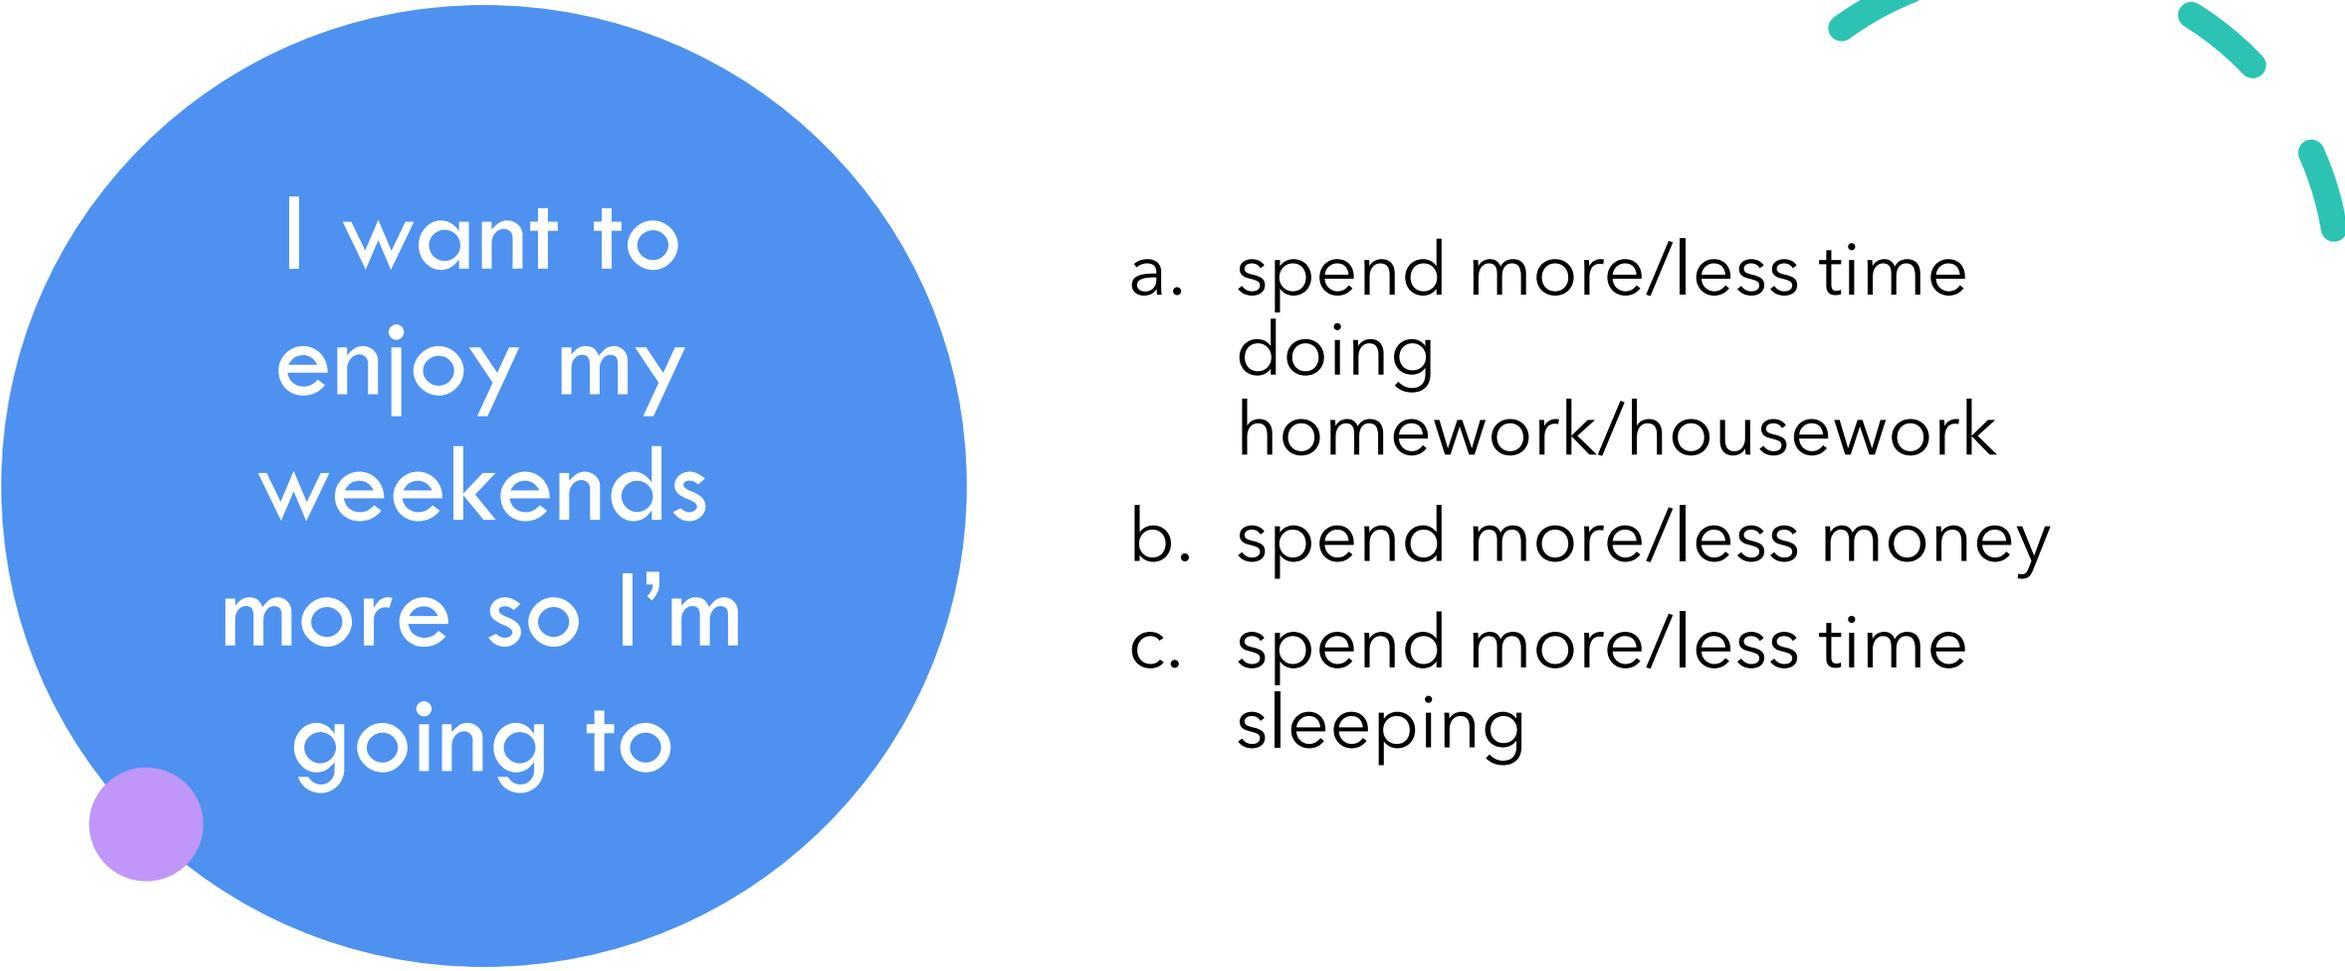 I want to
enjoy my
weekends
more so I’m
going to
a. spend more/less time
doing
homework/housework
b. spend more/less money
c. spend more/less time
sleeping